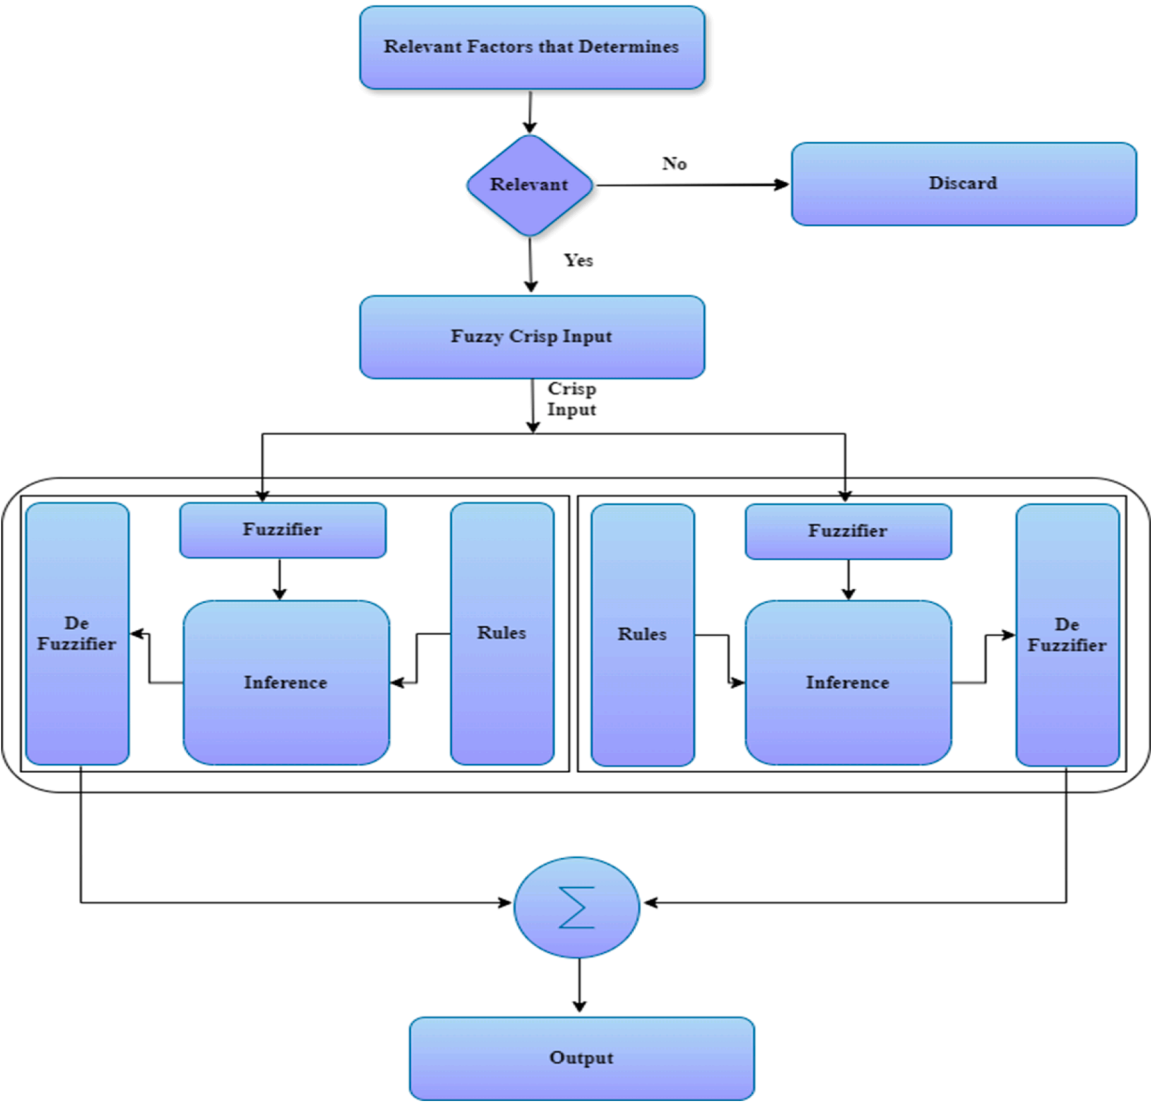 Relevant Factors that Determines
Relevant
No
Discard
Yes
Fuzzy Crisp Input
Crisp
Input
Fuzzifier
De
Fuzzifier
Inference
Rules
Fuzzifier
Rules
Inference
De
Fuzzifier
Σ
Output